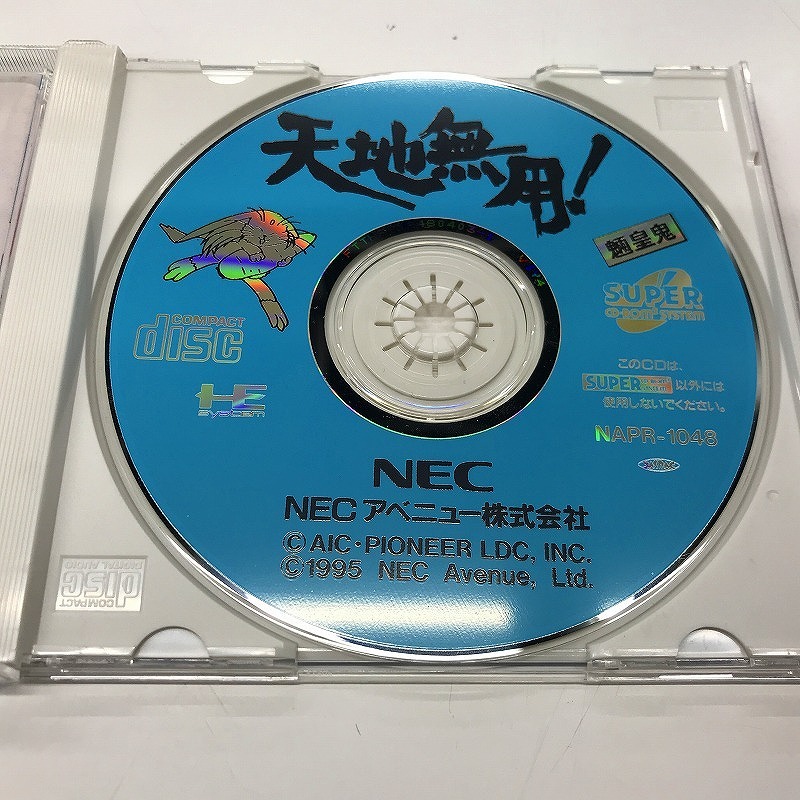 天地無用!
魎皇鬼
SUPER
CD-ROM² SYSTEM
COMPACT
disc
HE
system
このCDは、
SUPER 以外には
使用しないでください。
NAPR-1048
NEC
NECアベニュー株式会社
©AIC・PIONEER LDC, INC.
©1995 NEC Avenue, Ltd.
COMPACT
disc
DIGITAL AUDIO